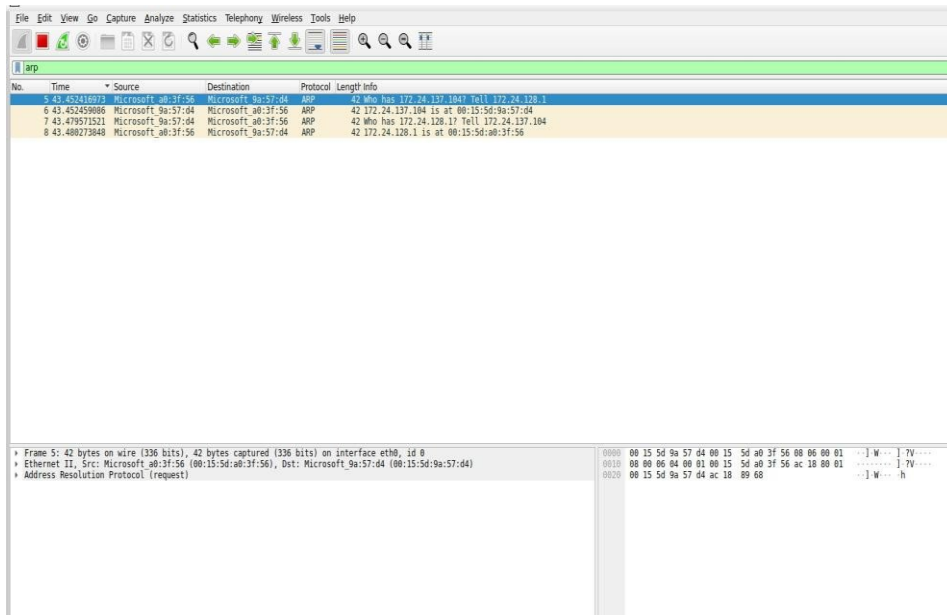 File Edit View Go Capture Analyze Statistics Telephony Wireless Tools Help
arp
No. Time Source Destination Protocol Length Info
5 43.452416973 Microsoft_a0:3f:56 Microsoft_9a:57:d4 ARP 42 Who has 172.24.137.104? Tell 172.24.128.1
6 43.452459086 Microsoft_9a:57:d4 Microsoft_a0:3f:56 ARP 42 172.24.137.104 is at 00:15:5d:9a:57:d4
7 43.479571521 Microsoft_9a:57:d4 Microsoft_a0:3f:56 ARP 42 Who has 172.24.128.1? Tell 172.24.137.104
8 43.480273848 Microsoft_a0:3f:56 Microsoft_9a:57:d4 ARP 42 172.24.128.1 is at 00:15:5d:a0:3f:56
Frame 5: 42 bytes on wire (336 bits), 42 bytes captured (336 bits) on interface eth0, id 0
Ethernet II, Src: Microsoft_a0:3f:56 (00:15:5d:a0:3f:56), Dst: Microsoft_9a:57:d4 (00:15:5d:9a:57:d4)
Address Resolution Protocol (request)
0000 00 15 5d 9a 57 d4 00 15 5d a0 3f 56 08 06 00 01 ··]·W··· ]·?V····
0010 08 00 06 04 00 01 00 15 5d a0 3f 56 ac 18 80 01 ········ ]·?V····
0020 00 15 5d 9a 57 d4 ac 18 89 68 ··]·W··· ·h